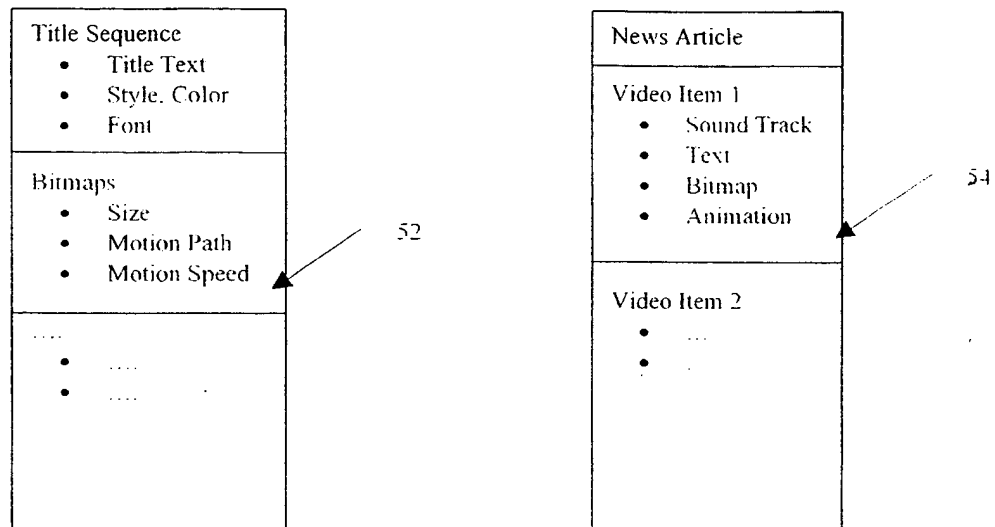 Title Sequence
• Title Text
• Style. Color
• Font
Bitmaps
• Size
• Motion Path
• Motion Speed
....
• ....
• ....
52
News Article
Video Item 1
• Sound Track
• Text
• Bitmap
• Animation
Video Item 2
• ...
• .
54